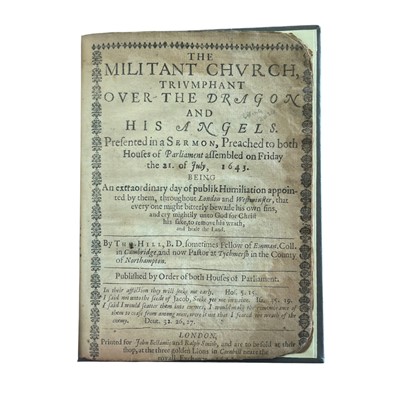 THE
MILITANT CHVRCH,
TRIVMPHANT
OVER THE DRAGON
AND
HIS ANGELS.
Presented in a SERMON, Preached to both
Houses of Parliament assembled on Friday
the 21. of July, 1643.
BEING
An extraordinary day of publik Humiliation appoin-
ted by them, throughout London and Westminster, that
every one might bitterly bewaile his own sins,
and cry mightily unto God for Christ
his sake, to remove his wrath,
and heale the Land.
By THO. HILL, B. D. sometimes Fellow of Eman. Coll.
in Cambridge, and now Pastor at Tychmersh in the County
of Northampton.
Published by Order of both Houses of Parliament.
In their affliction they will seeke me early. Hos. 5. 15.
I said not unto the seede of Jacob, Seeke ye me in vaine. Isa. 45. 19.
I said I would scatter them into corners, I would make the remembrance of
them to cease from among men, were it not that I feared the wrath of the
enemy. Deut. 32. 26, 27.
LONDON,
Printed for John Bellamie and Ralph Smith, and are to be sold at their
shop, at the three golden Lions in Cornhill neare the